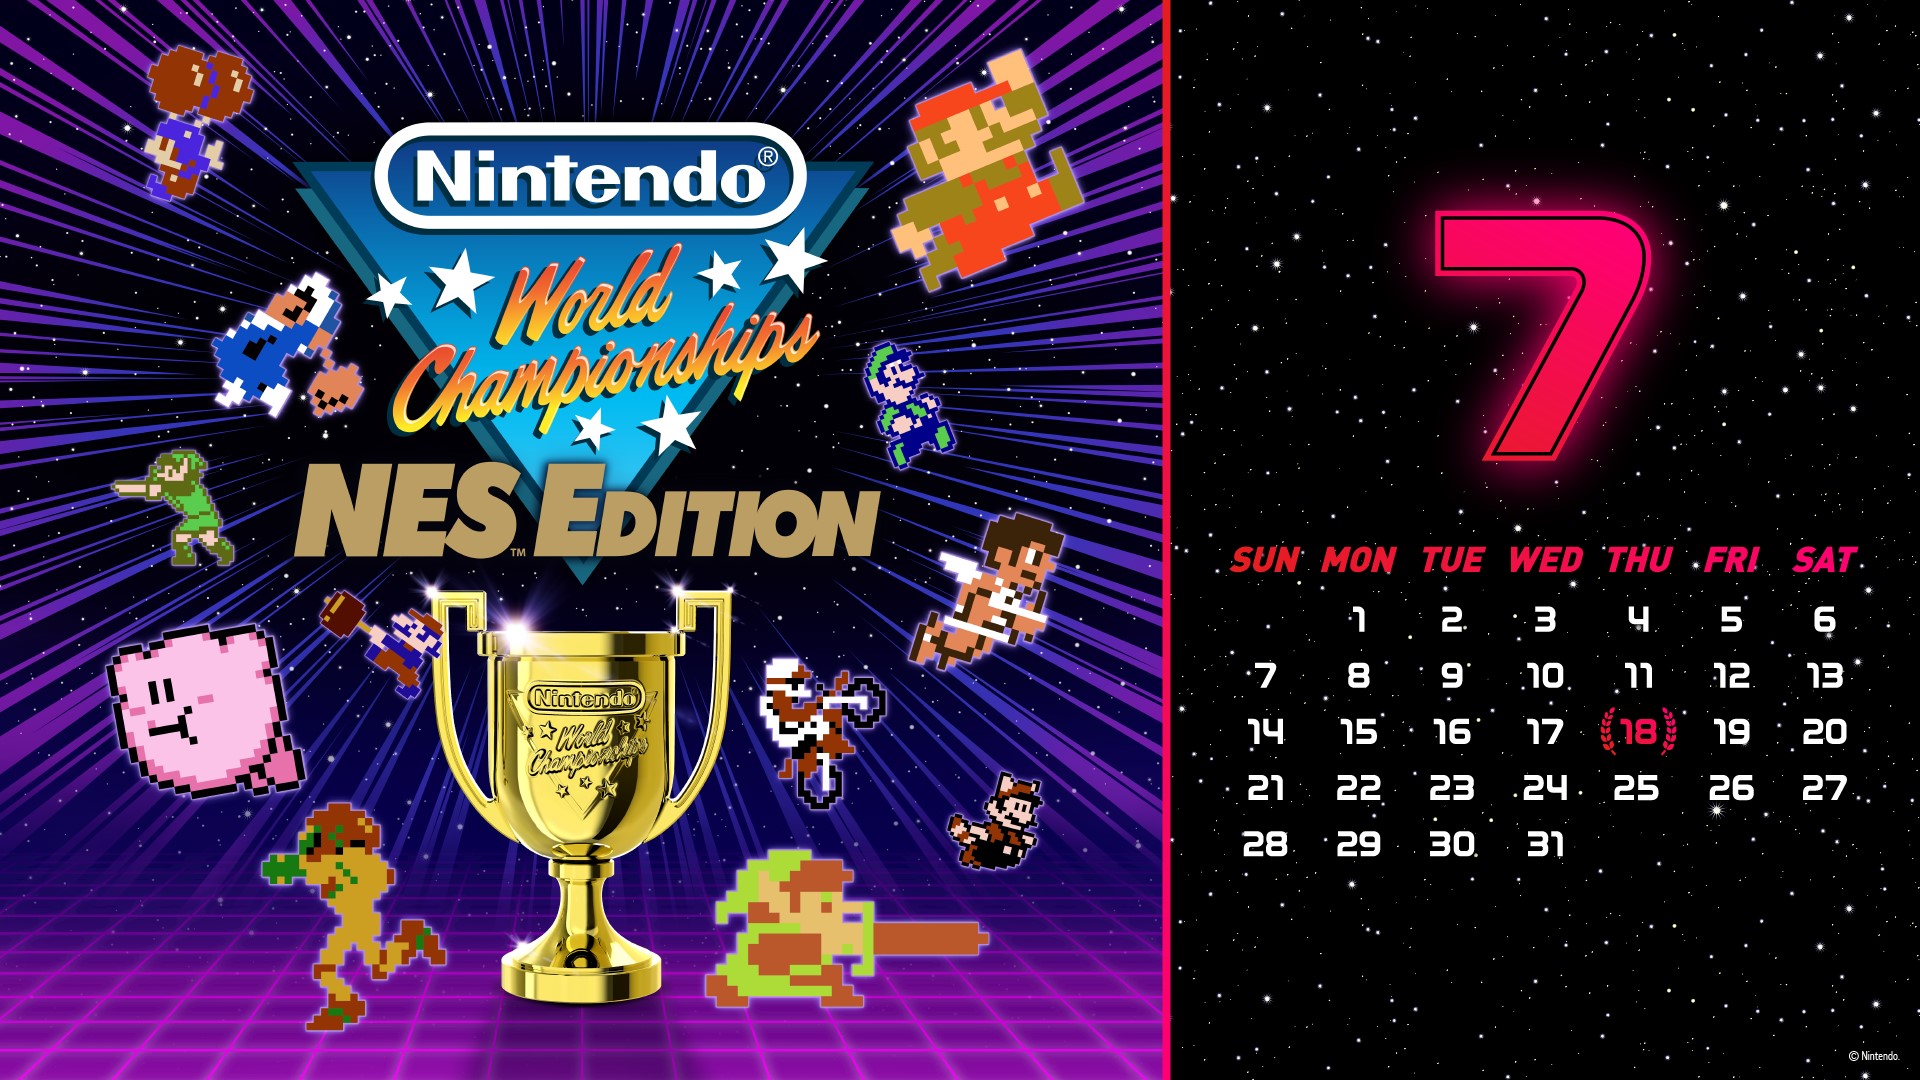 Nintendo®
World
Championships
NES™ EDITION
Nintendo
World
Championships
7
SUN MON TUE WED THU FRI SAT
1 2 3 4 5 6
7 8 9 10 11 12 13
14 15 16 17 18 19 20
21 22 23 24 25 26 27
28 29 30 31
© Nintendo.